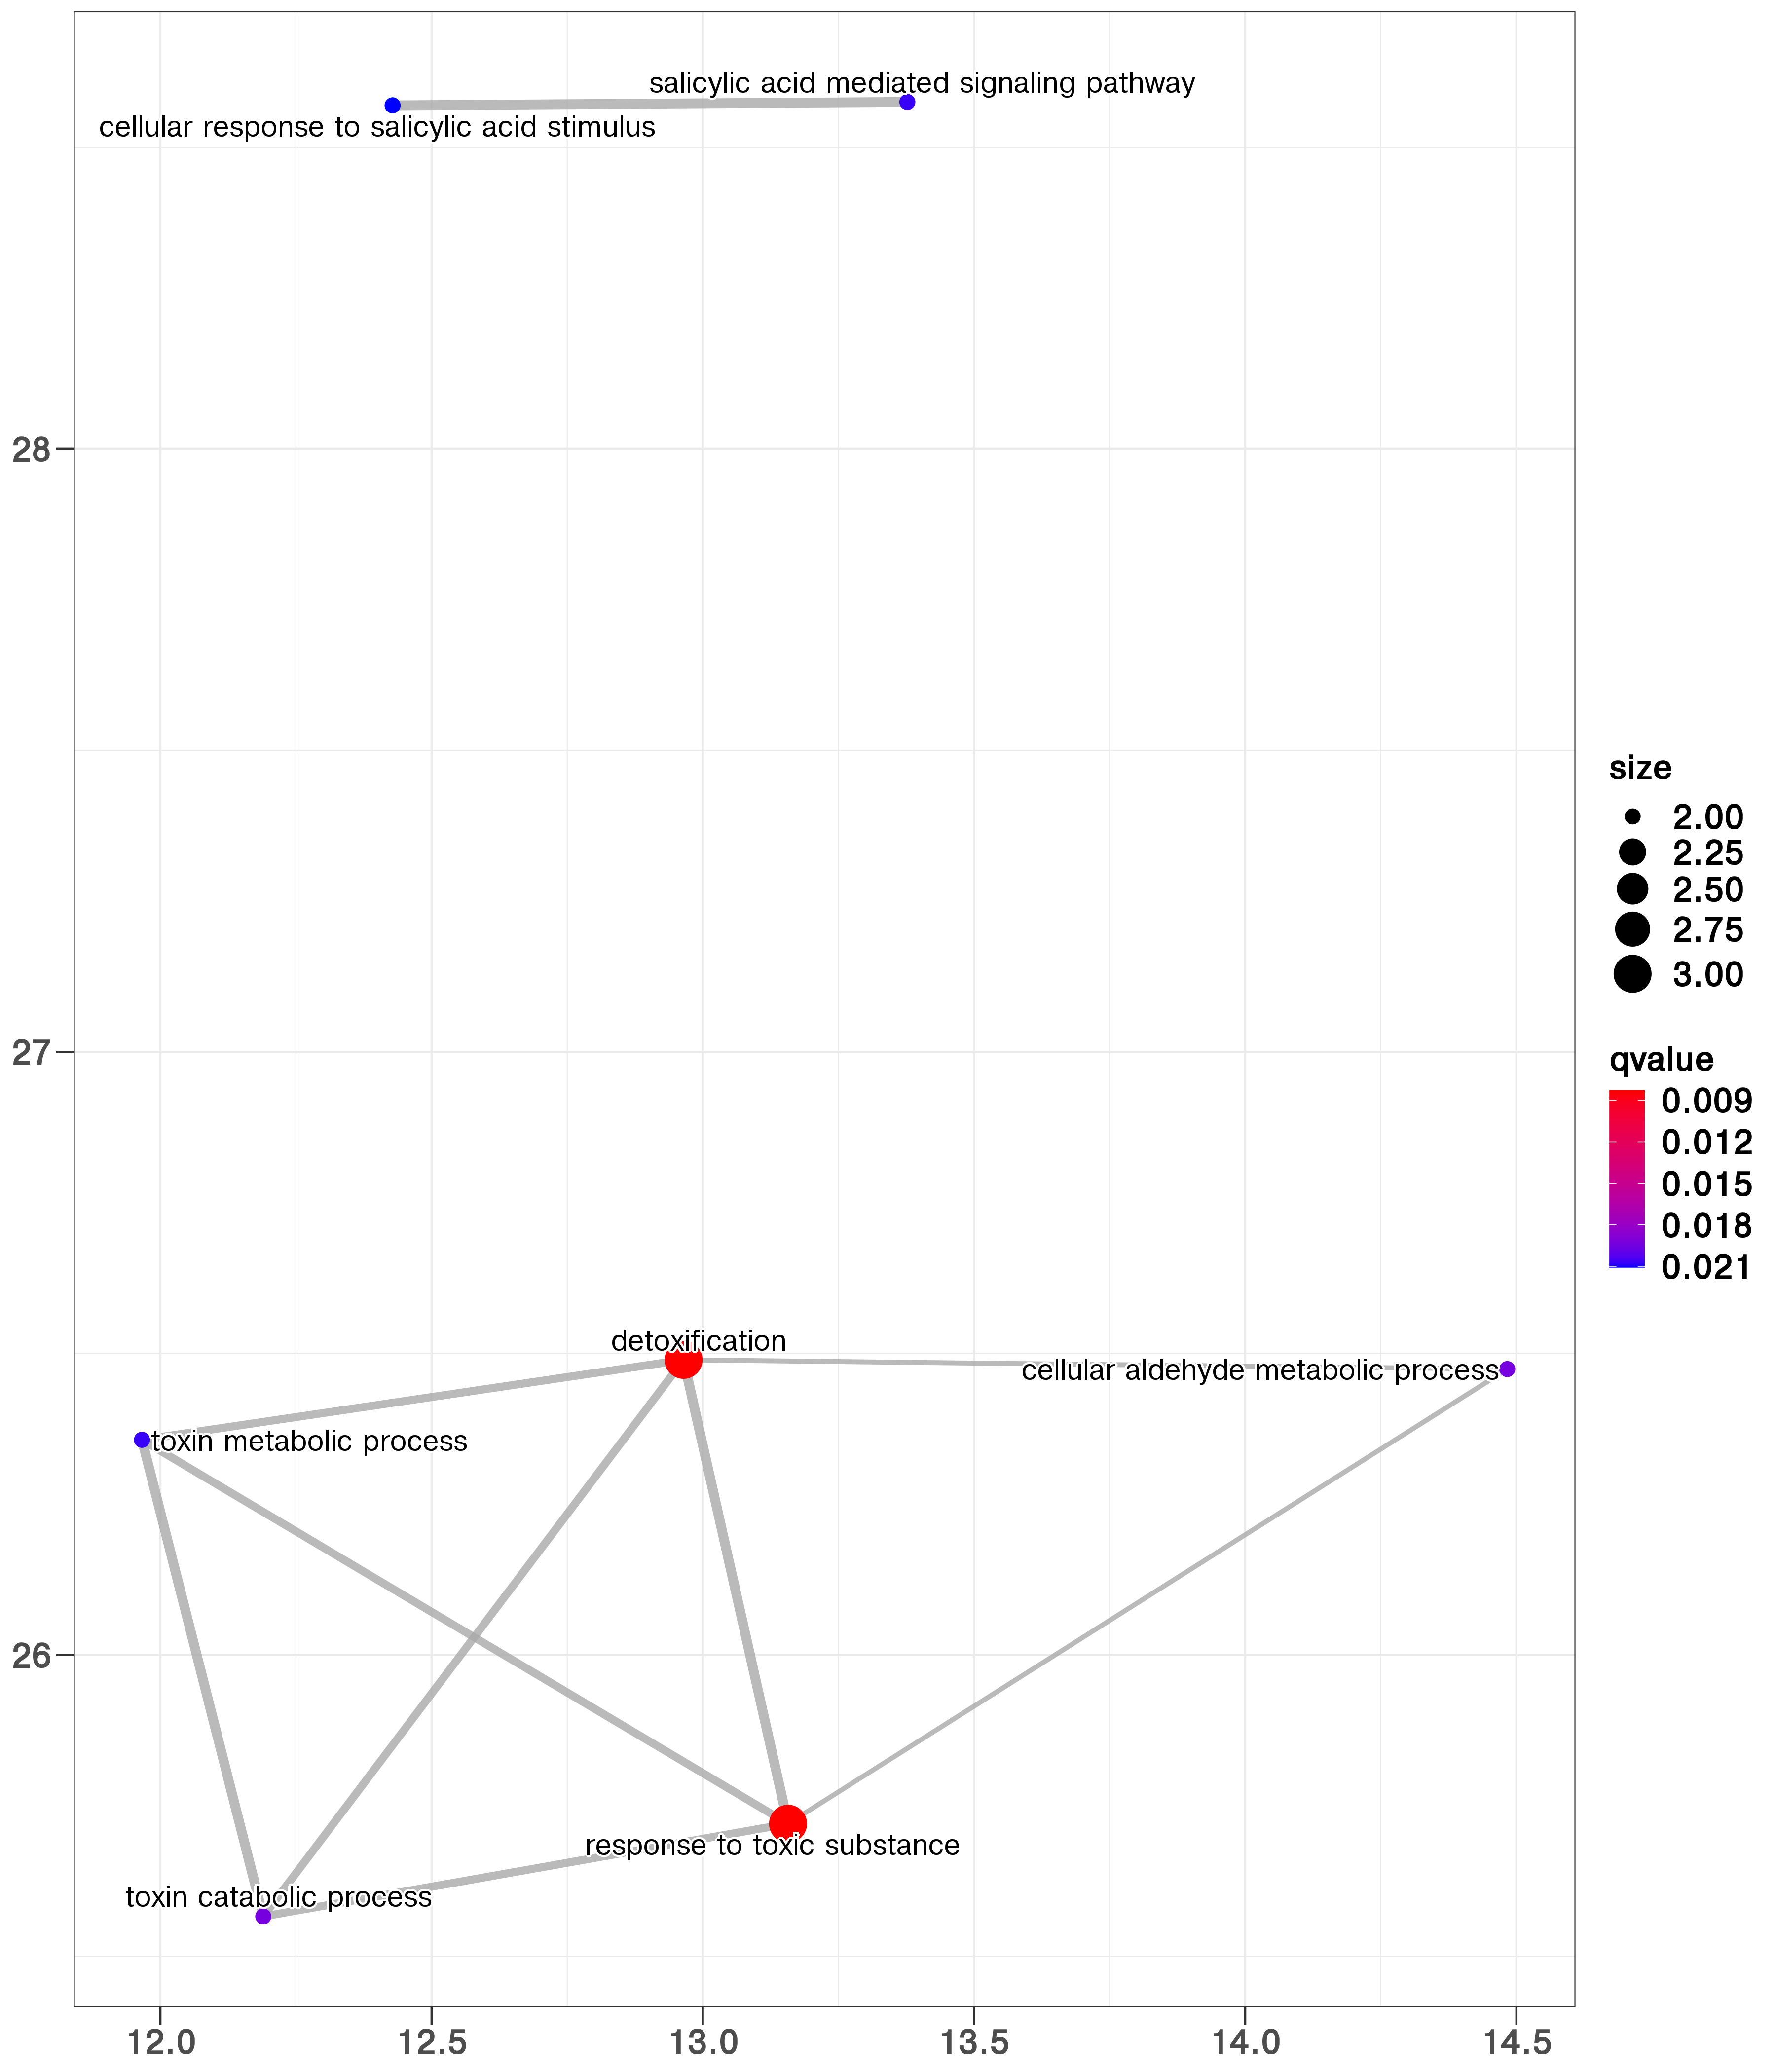 salicylic acid mediated signaling pathway
cellular response to salicylic acid stimulus
28
size
2.00
2.25
2.50
2.75
3.00
27
qvalue
0.009
0.012
0.015
0.018
0.021
detoxification
cellular aldehyde metabolic process
toxin metabolic process
26
response to toxic substance
toxin catabolic process
12.0 12.5 13.0 13.5 14.0 14.5